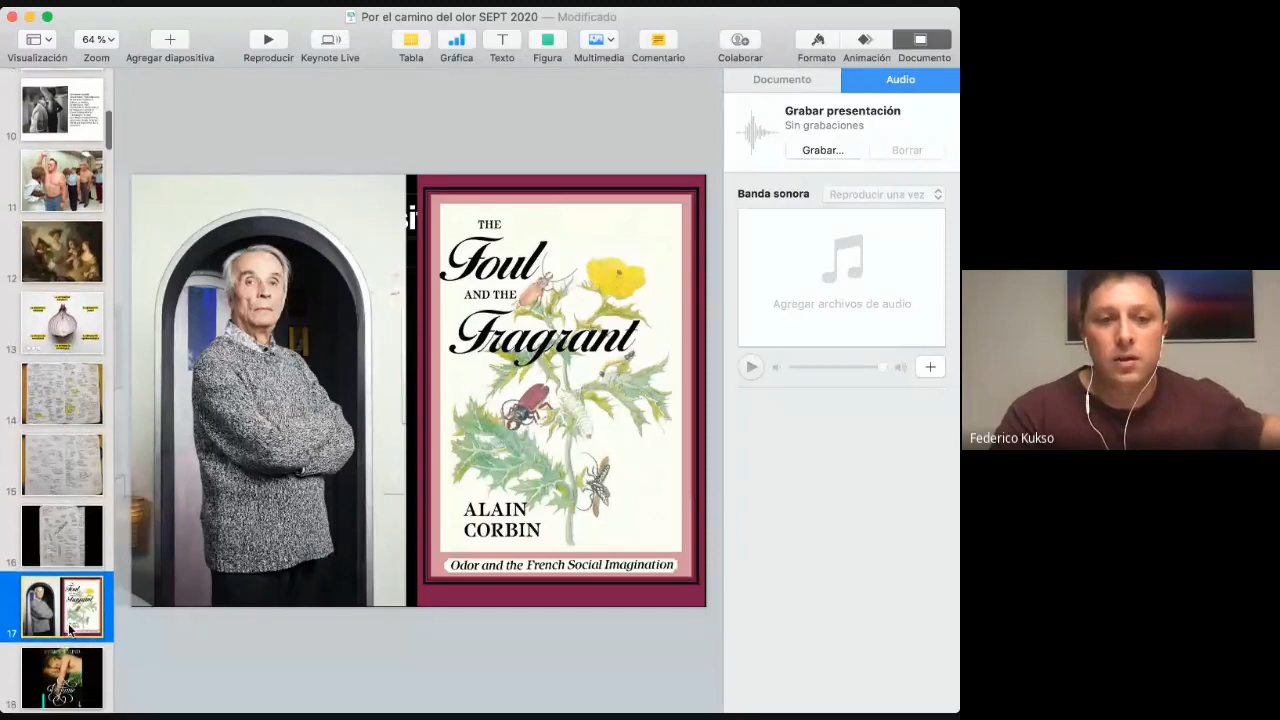 Por el camino del olor SEPT 2020 — Modificado
64 %
Visualización
Zoom
Agregar diapositiva
Reproducir
Keynote Live
Tabla
Gráfica
Texto
Figura
Multimedia
Comentario
Colaborar
Formato
Animación
Documento
Documento
Audio
Grabar presentación
Sin grabaciones
Grabar...
Borrar
Banda sonora
Reproducir una vez
Agregar archivos de audio
10
11
12
13
14
15
16
17
18
si
THE
Foul
AND THE
Fragrant
ALAIN
CORBIN
Odor and the French Social Imagination
Federico Kukso